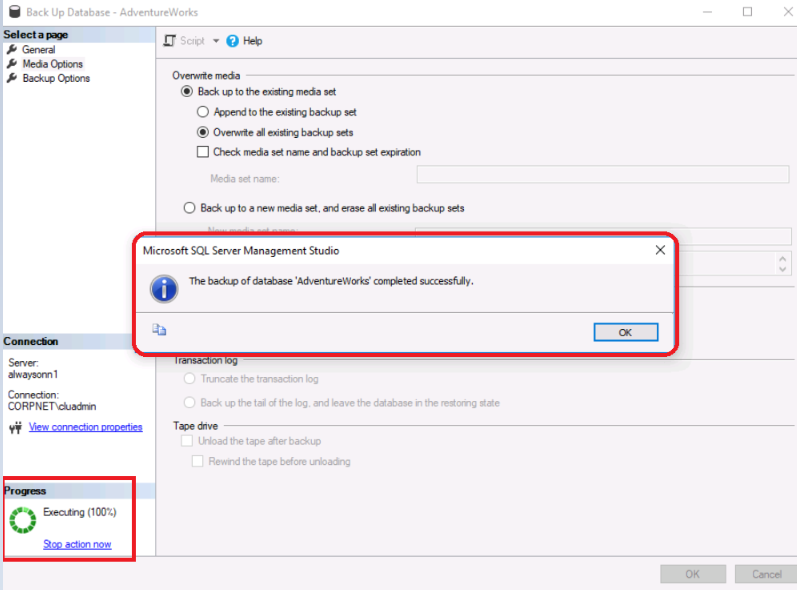 Back Up Database - AdventureWorks
Select a page
General
Media Options
Backup Options
Script
Help
Overwrite media
Back up to the existing media set
Append to the existing backup set
Overwrite all existing backup sets
Check media set name and backup set expiration
Media set name:
Back up to a new media set, and erase all existing backup sets
New media set name:
Microsoft SQL Server Management Studio
The backup of database 'AdventureWorks' completed successfully.
OK
Connection
Server:
alwaysonn1
Connection:
CORPNET\cluadmin
View connection properties
Transaction log
Truncate the transaction log
Back up the tail of the log, and leave the database in the restoring state
Tape drive
Unload the tape after backup
Rewind the tape before unloading
Progress
Executing (100%)
Stop action now
OK
Cancel